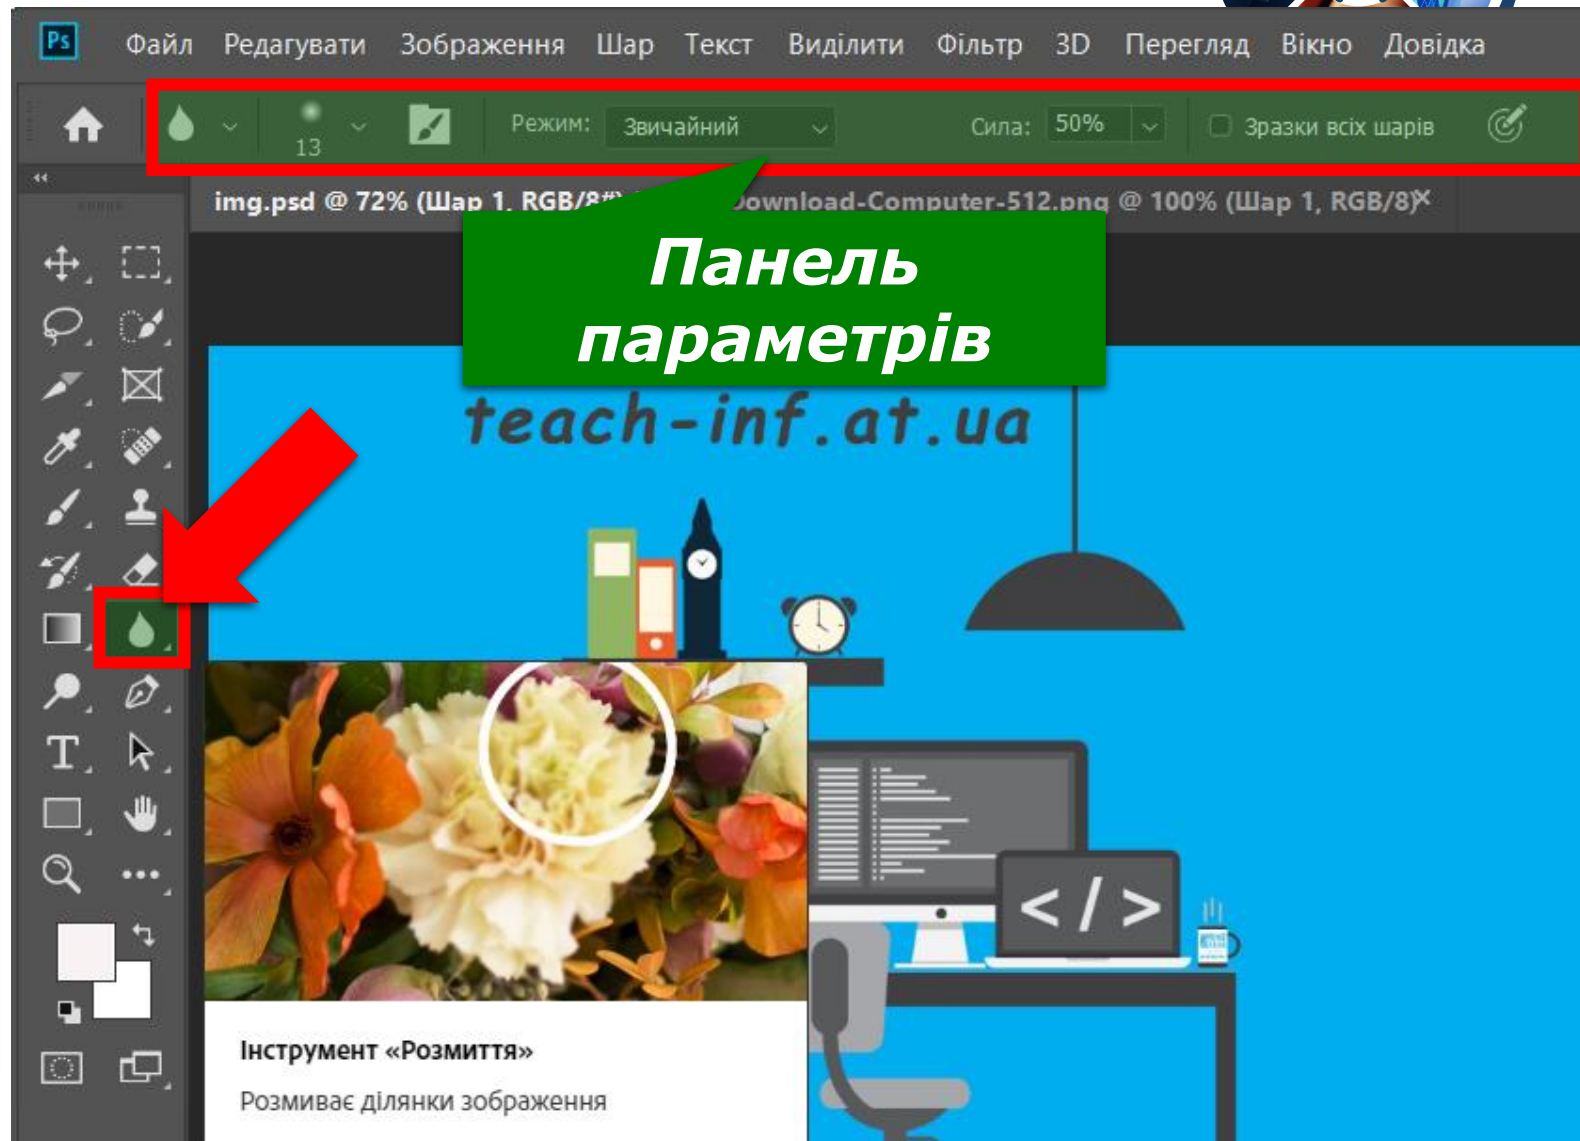 Ps Файл Редагувати Зображення Шар Текст Виділити Фільтр 3D Перегляд Вікно Довідка
13 Режим: Звичайний Сила: 50% Зразки всіх шарів
img.psd @ 72% (Шар 1, RGB/8#) Download-Computer-512.png @ 100% (Шар 1, RGB/8)
Панель
параметрів
teach-inf.at.ua
</>
Інструмент «Розмиття»
Розмиває ділянки зображення